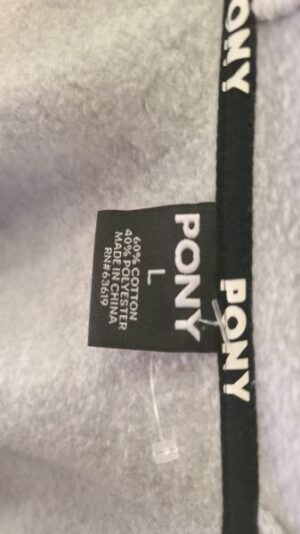 PONY
PONY
L
60% COTTON
40% POLYESTER
MADE IN CHINA
RN#63619
PONY